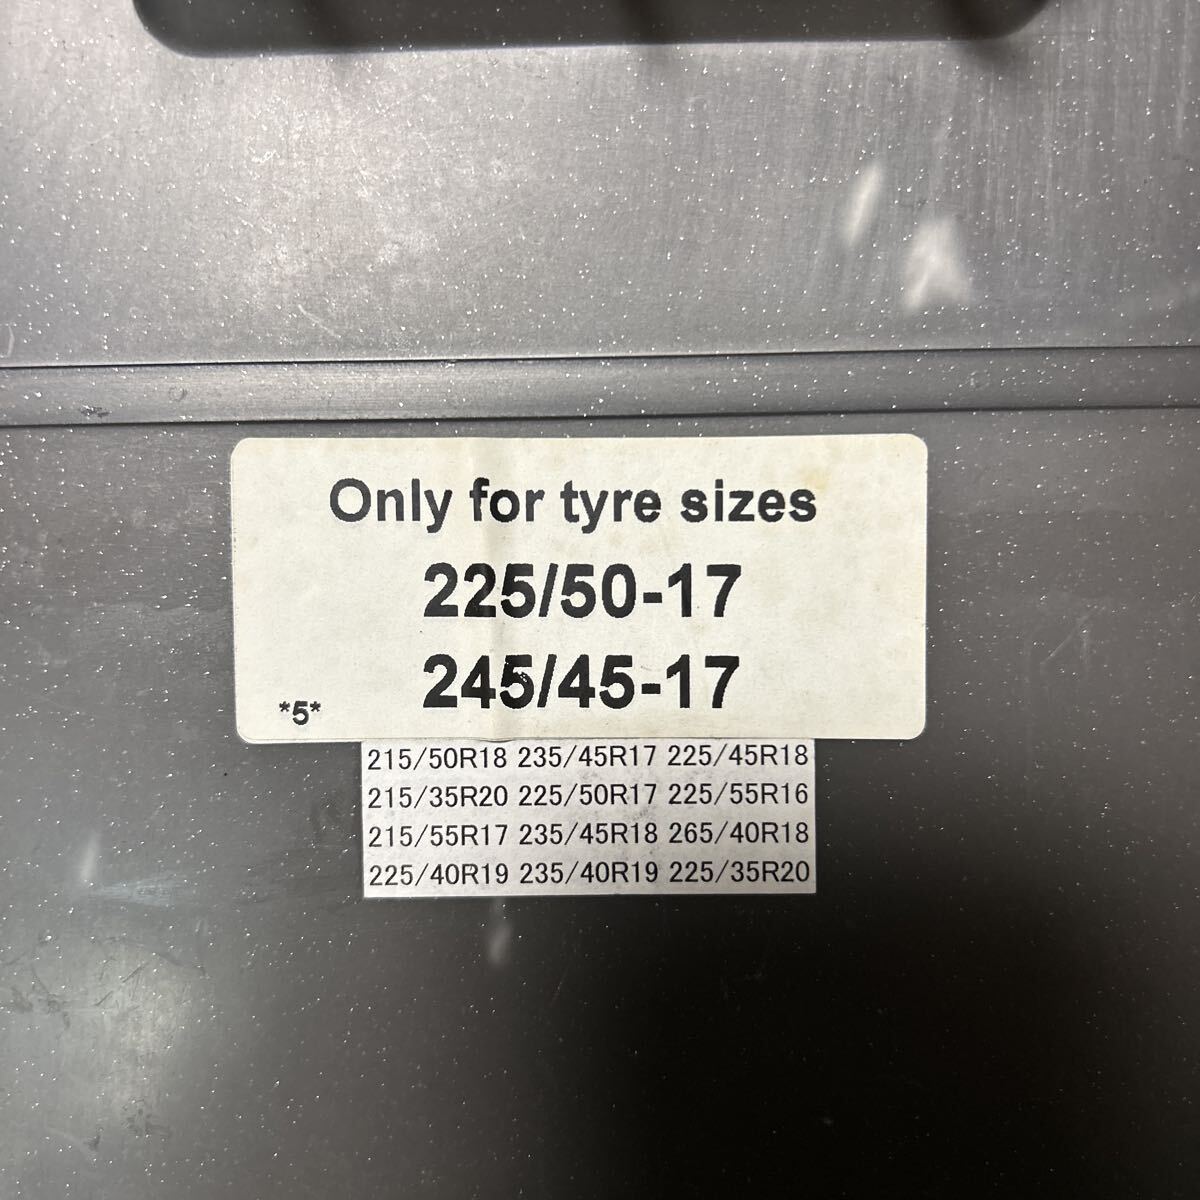 Only for tyre sizes
225/50-17
245/45-17
*5*
215/50R18 235/45R17 225/45R18
215/35R20 225/50R17 225/55R16
215/55R17 235/45R18 265/40R18
225/40R19 235/40R19 225/35R20